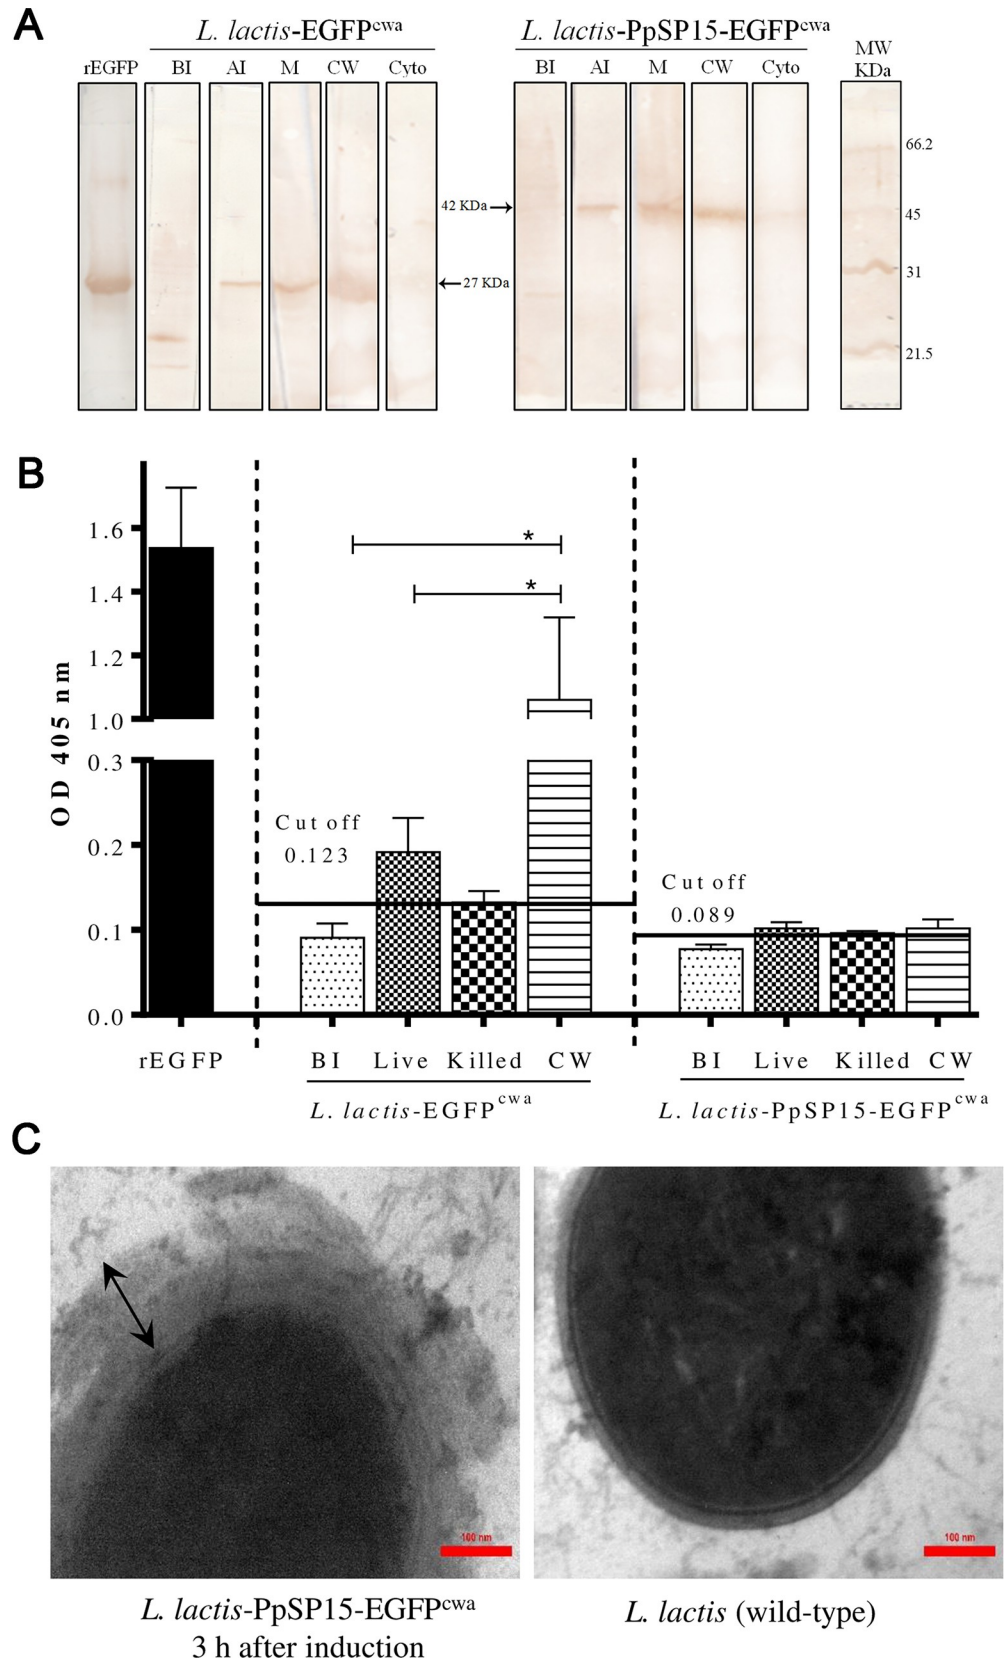 A
L. lactis-EGFPcwa
L. lactis-PpSP15-EGFPcwa
MW
KDa
rEGFP BI AI M CW Cyto
BI AI M CW Cyto
66.2
42 KDa
45
31
27 KDa
21.5
B
OD 405 nm
1.6
1.4
1.2
1.0
0.3
0.2
0.1
0.0
*
*
Cut off
0.123
Cut off
0.089
rEGFP BI Live Killed CW BI Live Killed CW
L. lactis-EGFPcwa
L. lactis-PpSP15-EGFPcwa
C
100 nm
100 nm
L. lactis-PpSP15-EGFPcwa
3 h after induction
L. lactis (wild-type)